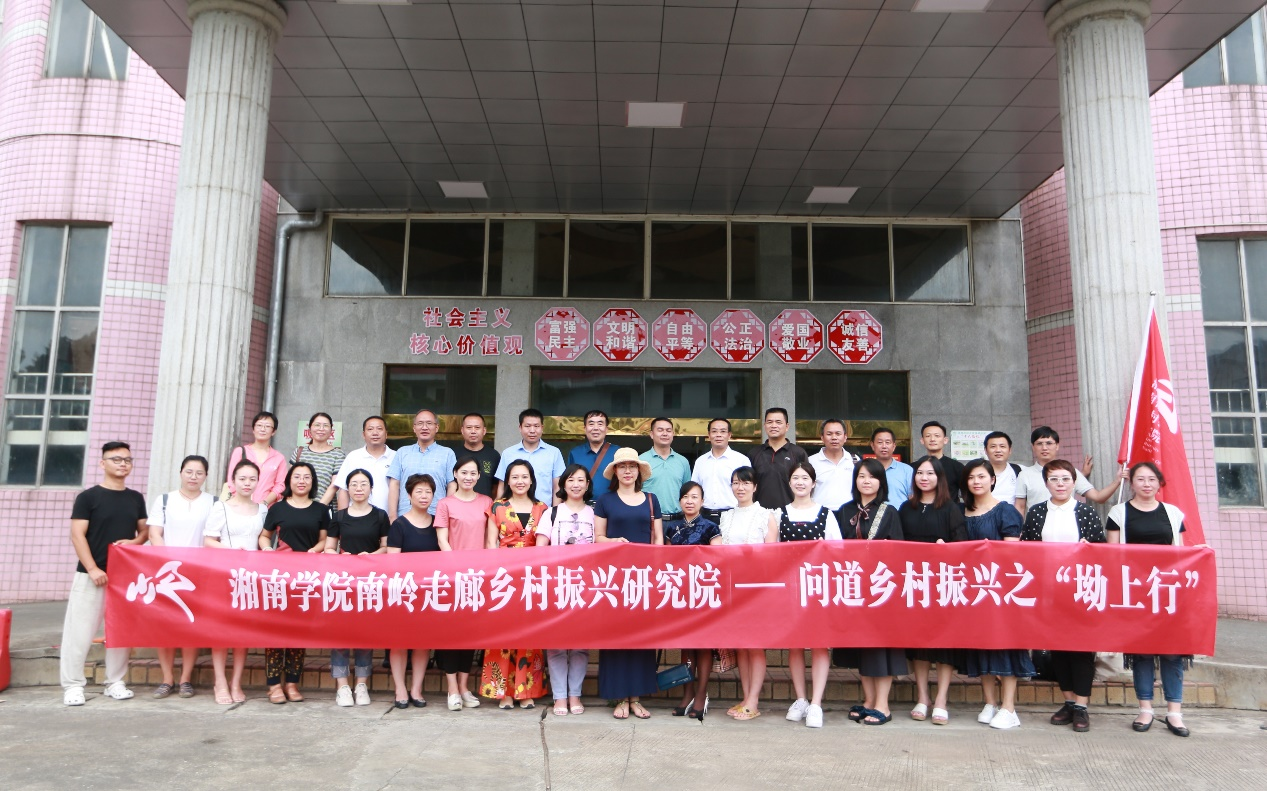 社会主义
核心价值观
富强
民主
文明
和谐
自由
平等
公正
法治
爱国
敬业
诚信
友善
湘南学院南岭走廊乡村振兴研究院 — 问道乡村振兴之“坳上行”